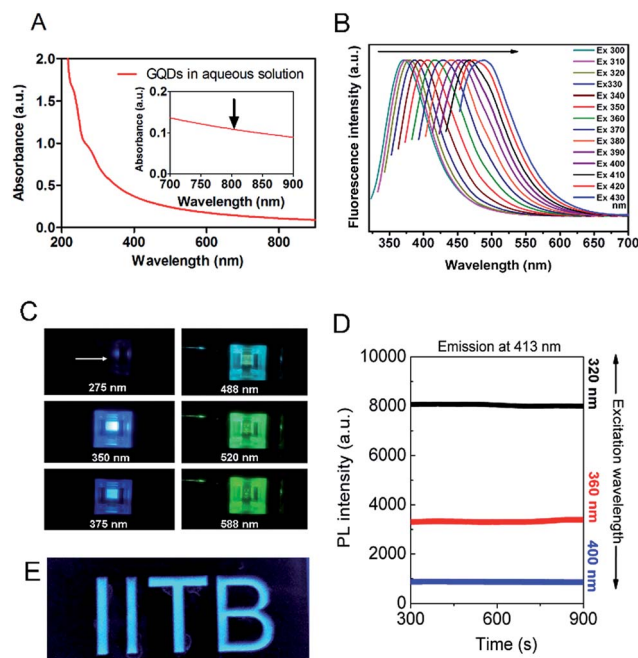 A
2.0
1.5
1.0
0.5
0.0
Absorbance (a.u.)
200 400 600 800
Wavelength (nm)
GQDs in aqueous solution
0.2
0.1
0.0
Absorbance (a.u.)
700 750 800 850 900
Wavelength (nm)
B
Fluorescence intensity (a.u.)
350 400 450 500 550 600 650 700
Wavelength (nm)
Ex 300
Ex 310
Ex 320
Ex330
Ex 340
Ex 350
Ex 360
Ex 370
Ex 380
Ex 390
Ex 400
Ex 410
Ex 420
Ex 430
nm
C
275 nm
488 nm
350 nm
520 nm
375 nm
588 nm
D
Emission at 413 nm
10000
8000
6000
4000
2000
0
PL intensity (a.u.)
300 600 900
Time (s)
320 nm
360 nm
400 nm
Excitation wavelength
E
IITB